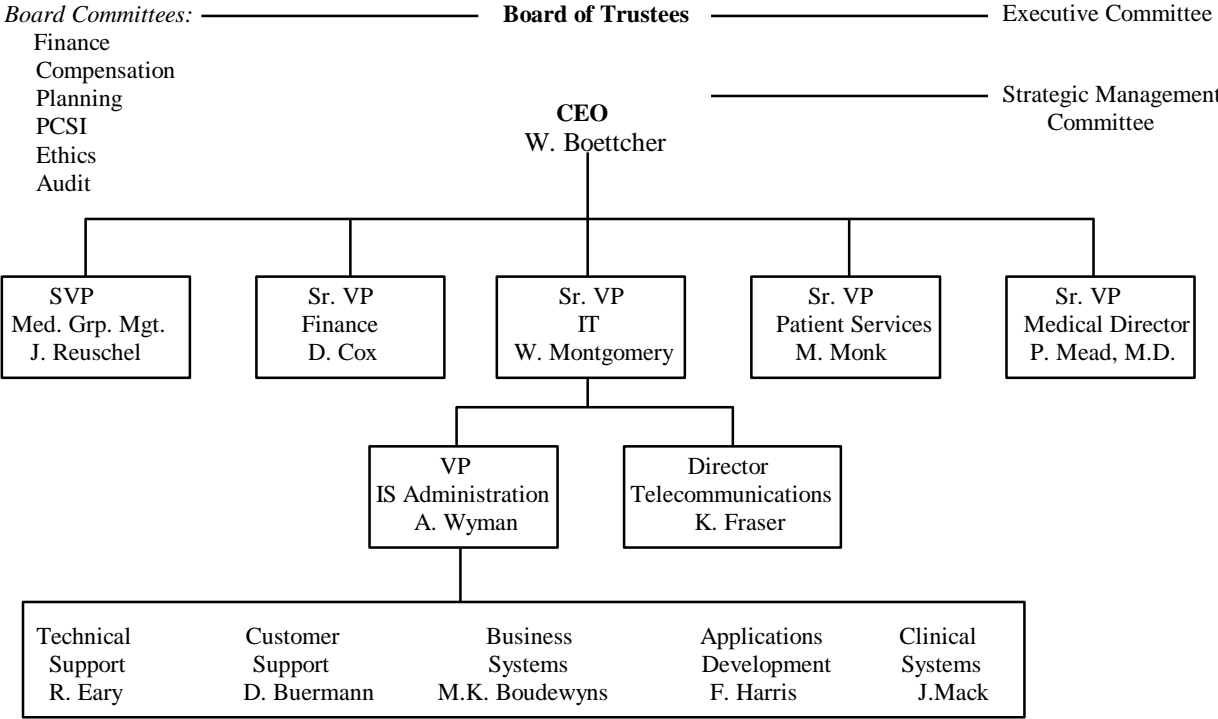 Board Committees: Board of Trustees Executive Committee
Finance
Compensation
Planning
PCSI
Ethics
Audit
Strategic Management
Committee
CEO
W. Boettcher
SVP
Med. Grp. Mgt.
J. Reuschel
Sr. VP
Finance
D. Cox
Sr. VP
IT
W. Montgomery
Sr. VP
Patient Services
M. Monk
Sr. VP
Medical Director
P. Mead, M.D.
VP
IS Administration
A. Wyman
Director
Telecommunications
K. Fraser
Technical
Support
R. Eary
Customer
Support
D. Buermann
Business
Systems
M.K. Boudewyns
Applications
Development
F. Harris
Clinical
Systems
J.Mack